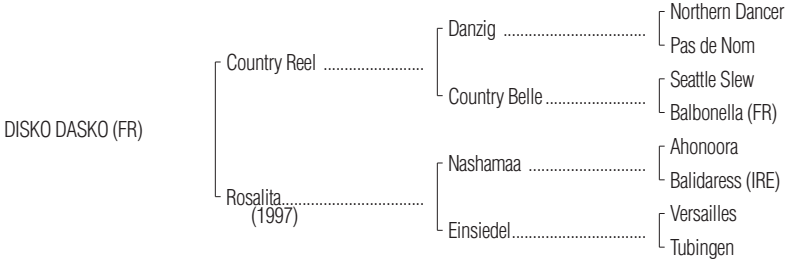 Northern Dancer
Danzig ..............................
Pas de Nom
Country Reel .....................
Seattle Slew
Country Belle.....................
Balbonella (FR)
DISKO DASKO (FR)
Ahonoora
Nashamaa .........................
Balidaress (IRE)
Rosalita..............................
(1997)
Versailles
Einsiedel............................
Tubingen